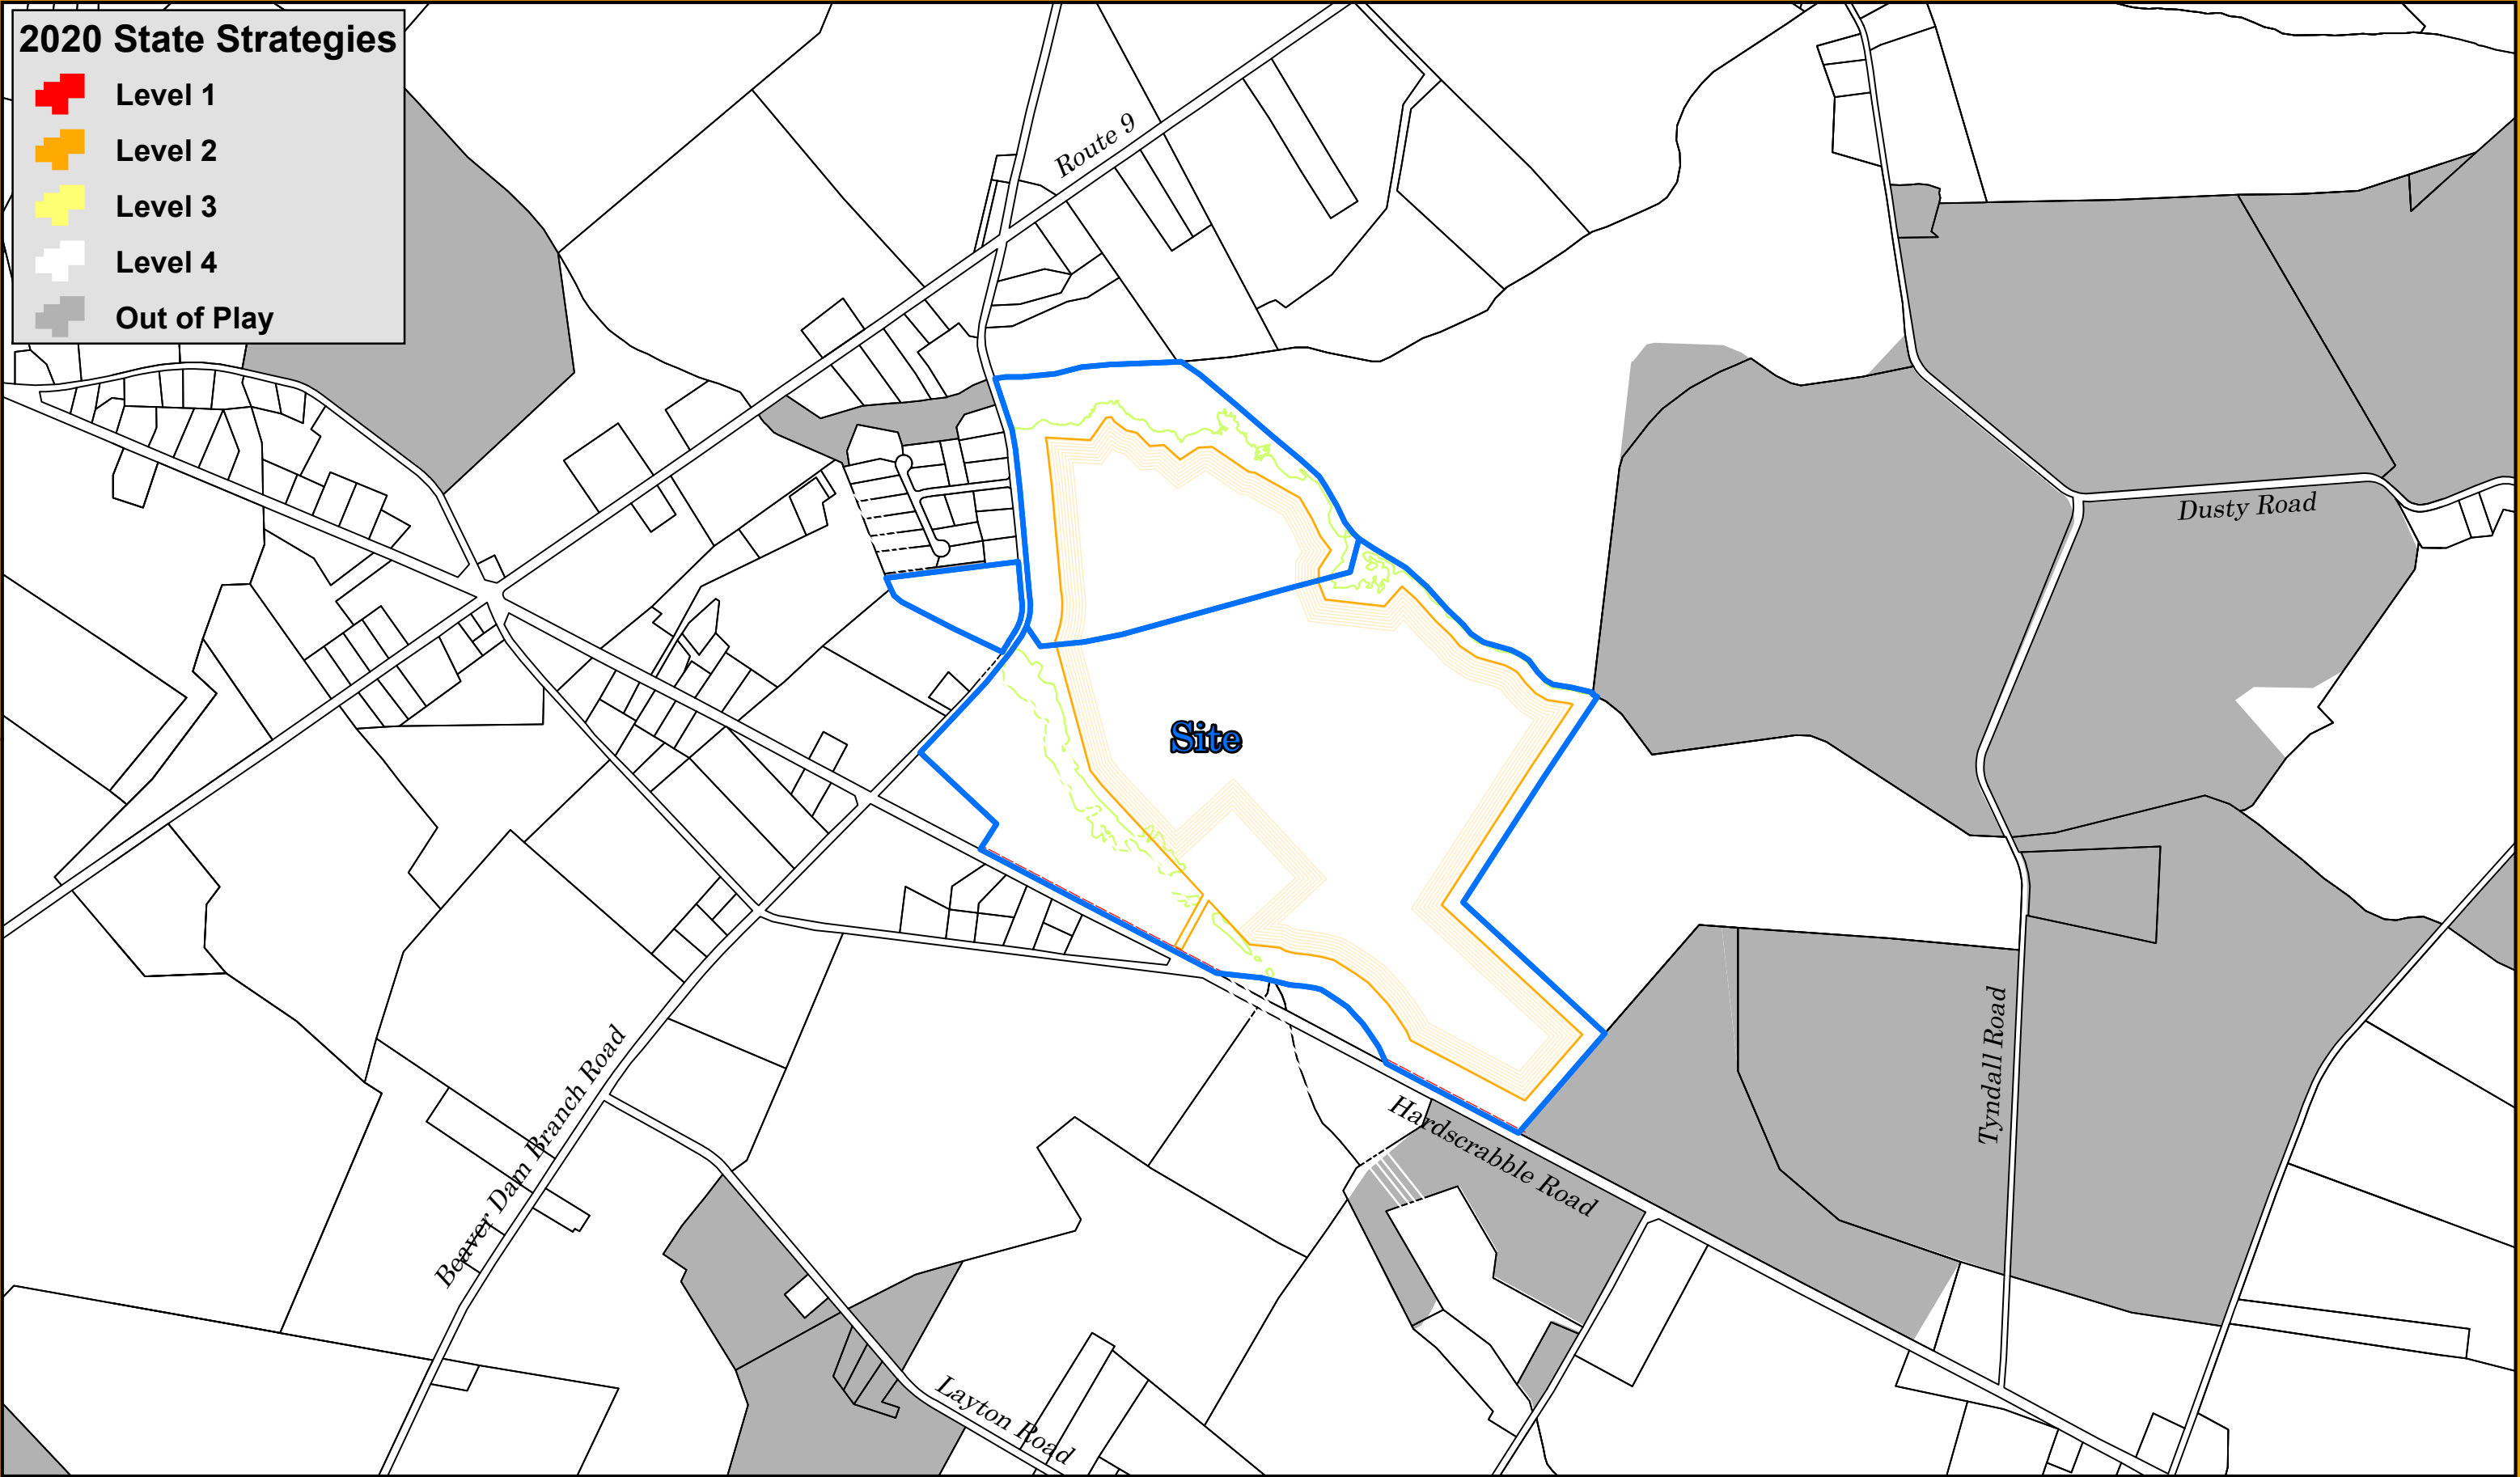 2020 State Strategies
Level 1
Level 2
Level 3
Level 4
Out of Play
Route 9
Dusty Road
Site
Tyndall Road
Beaver Dam Branch Road
Hardscrabble Road
Layton Road